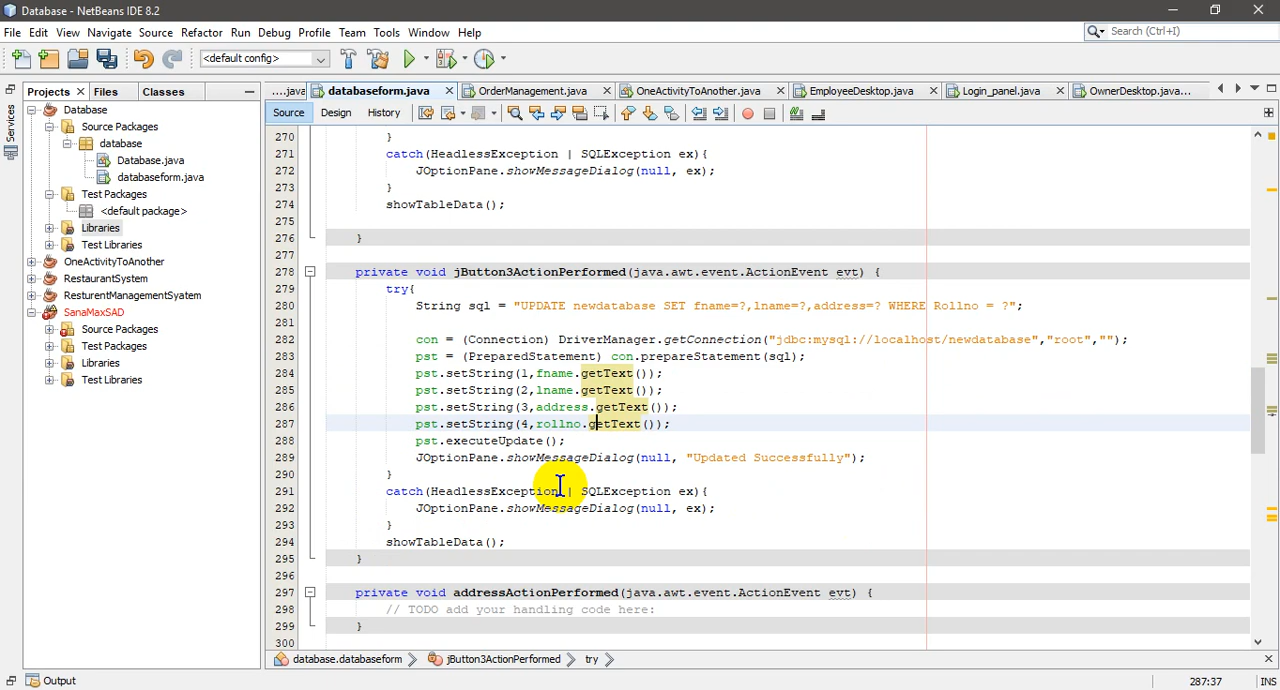 Database - NetBeans IDE 8.2
File Edit View Navigate Source Refactor Run Debug Profile Team Tools Window Help
Search (Ctrl+I)
<default config>
Projects Files Classes
Services
....java databaseform.java OrderManagement.java OneActivityToAnother.java EmployeeDesktop.java Login_panel.java OwnerDesktop.java...
Source Design History
Database
Source Packages
database
Database.java
databaseform.java
Test Packages
<default package>
Libraries
Test Libraries
OneActivityToAnother
RestaurantSystem
ResturentManagementSyatem
SanaMaxSAD
Source Packages
Test Packages
Libraries
Test Libraries
270 }
271 catch(HeadlessException | SQLException ex){
272 JOptionPane.showMessageDialog(null, ex);
273 }
274 showTableData();
275
276 }
277
278 private void jButton3ActionPerformed(java.awt.event.ActionEvent evt) {
279 try{
280 String sql = "UPDATE newdatabase SET fname=?,lname=?,address=? WHERE Rollno = ?";
281
282 con = (Connection) DriverManager.getConnection("jdbc:mysql://localhost/newdatabase","root","");
283 pst = (PreparedStatement) con.prepareStatement(sql);
284 pst.setString(1,fname.getText());
285 pst.setString(2,lname.getText());
286 pst.setString(3,address.getText());
287 pst.setString(4,rollno.getText());
288 pst.executeUpdate();
289 JOptionPane.showMessageDialog(null, "Updated Successfully");
290 }
291 catch(HeadlessException | SQLException ex){
292 JOptionPane.showMessageDialog(null, ex);
293 }
294 showTableData();
295 }
296
297 private void addressActionPerformed(java.awt.event.ActionEvent evt) {
298 // TODO add your handling code here:
299 }
300
database.databaseform jButton3ActionPerformed try
Output
287:37 INS